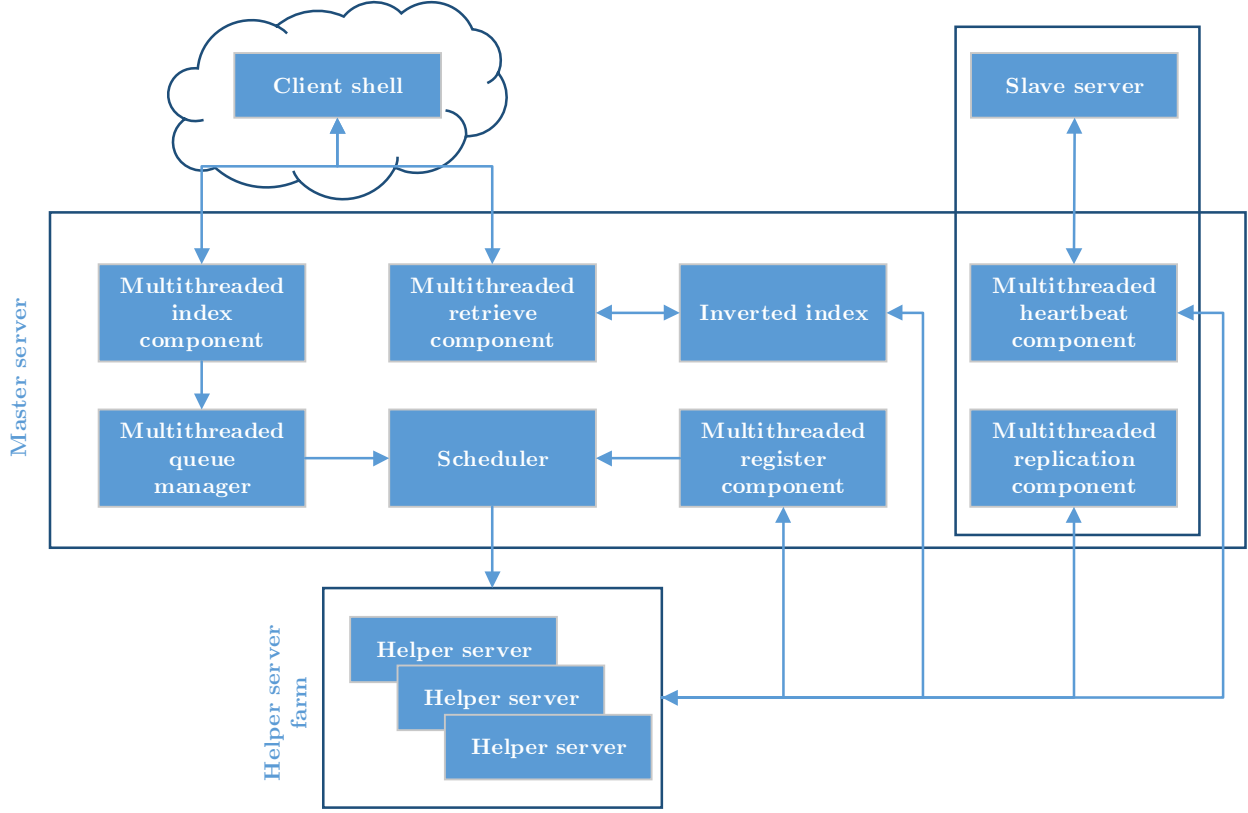 Client shell
Slave server
Master server
Multithreaded
index
component
Multithreaded
retrieve
component
Inverted index
Multithreaded
heartbeat
component
Multithreaded
queue
manager
Scheduler
Multithreaded
register
component
Multithreaded
replication
component
Helper server
farm
Helper server
Helper server
Helper server